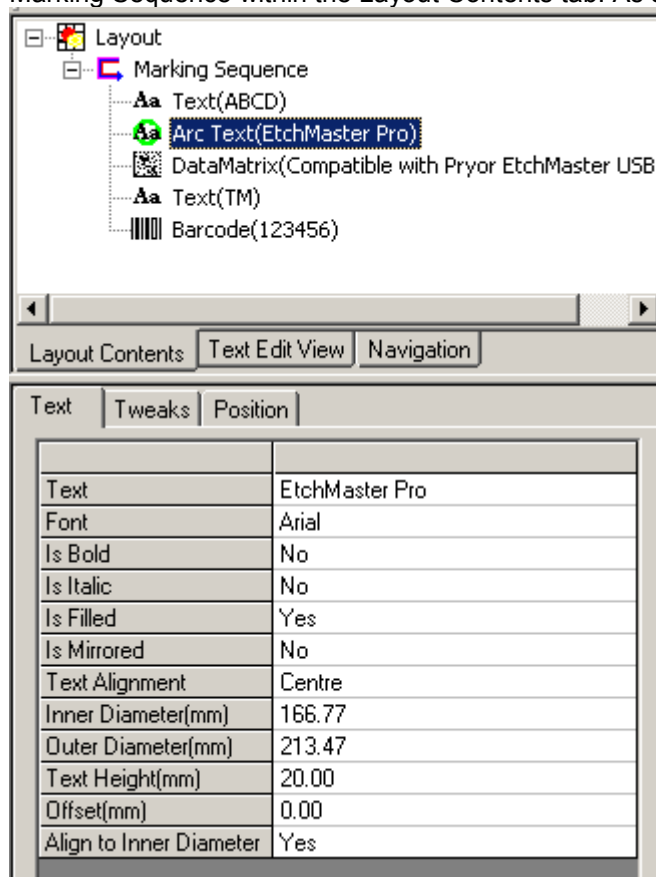 Marking Sequence within the Layout Contents tab. As
Layout
Marking Sequence
Aa Text(ABCD)
Aa Arc Text(EtchMaster Pro)
DataMatrix(Compatible with Pryor EtchMaster USB
Aa Text(TM)
Barcode(123456)
Layout Contents Text Edit View Navigation
Text Tweaks Position
Text EtchMaster Pro
Font Arial
Is Bold No
Is Italic No
Is Filled Yes
Is Mirrored No
Text Alignment Centre
Inner Diameter(mm) 166.77
Outer Diameter(mm) 213.47
Text Height(mm) 20.00
Offset(mm) 0.00
Align to Inner Diameter Yes